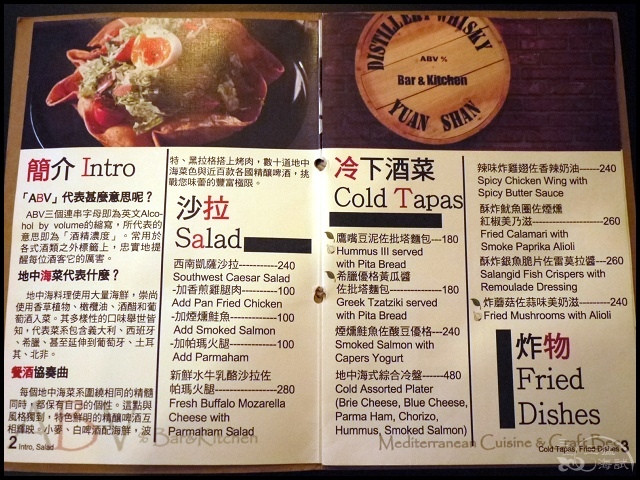 簡介 Intro
「ABV」代表甚麼意思呢？
ABV三個連串字母即為英文Alco-
hol by volume的縮寫，所代表的
意思即為「酒精濃度」。常用於
各式酒類之外標籤上，忠實地提
醒每位酒客它的厲害。
地中海菜代表什麼？
地中海料理使用大量海鮮，崇尚
使用香草植物、橄欖油、酒醋和葡
萄酒入菜。其多樣性的口味舉世皆
知，代表菜系包含義大利、西班牙
、希臘、甚至延伸到葡萄牙、土耳
其、北非。
餐酒協奏曲
每個地中海菜系圍繞相同的精髓
同時，都保有自己的個性。這點與
風格獨到，特色鮮明的精釀啤酒互
相輝映。小麥、白啤酒配海鮮，波
2 Intro, Salad
ABV % Bar&Kitchen
特、黑拉格搭上烤肉，數十道地中
海菜色與近百款各國精釀啤酒，挑
戰您味蕾的豐富極限。
沙拉
Salad
西南凱薩沙拉------------240
Southwest Caesar Salad
-加香煎雞腿肉----------100
Add Pan Fried Chicken
-加煙燻鮭魚------------100
Add Smoked Salmon
-加帕瑪火腿------------100
Add Parmaham
新鮮水牛乳酪沙拉佐
帕瑪火腿---------------280
Fresh Buffalo Mozarella
Cheese with
Parmaham Salad
DISTILLERY WHISKY
ABV %
Bar & Kitchen
YUAN SHAN
冷下酒菜
Cold Tapas
鷹嘴豆泥佐批塔麵包----180
Hummus III served
with Pita Bread
希臘優格黃瓜醬
佐批塔麵包-------------180
Greek Tzatziki served
with Pita Bread
煙燻鮭魚佐酸豆優格----240
Smoked Salmon with
Capers Yogurt
地中海式綜合冷盤-------480
Cold Assorted Plater
(Brie Cheese, Blue Cheese,
Parma Ham, Chorizo,
Hummus, Smoked Salmon)
辣味炸雞翅佐香辣奶油-----240
Spicy Chicken Wing with
Spicy Butter Sauce
酥炸魷魚圈佐煙燻
紅椒美乃滋----------------260
Fried Calamari with
Smoke Paprika Alioli
酥炸銀魚脆片佐雷莫拉醬---260
Salangid Fish Crispers with
Remoulade Dressing
炸蘑菇佐蒜味美奶滋-------240
Fried Mushrooms with Alioli
炸物
Fried
Dishes
Mediterranean Cuisine & Craft Beer
Cold Tapas, Fried Dishes 3